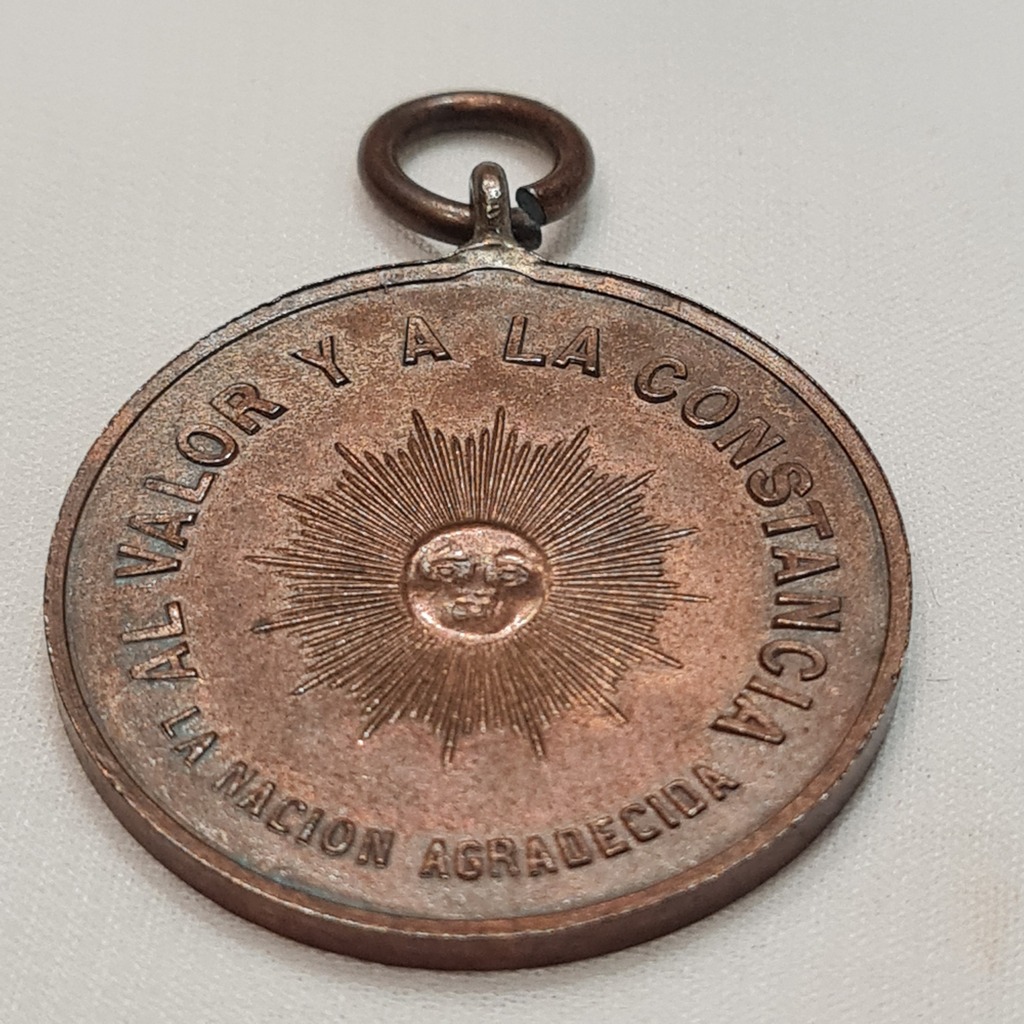 AL VALOR Y A LA CONSTANCIA
LA NACION AGRADECIDA